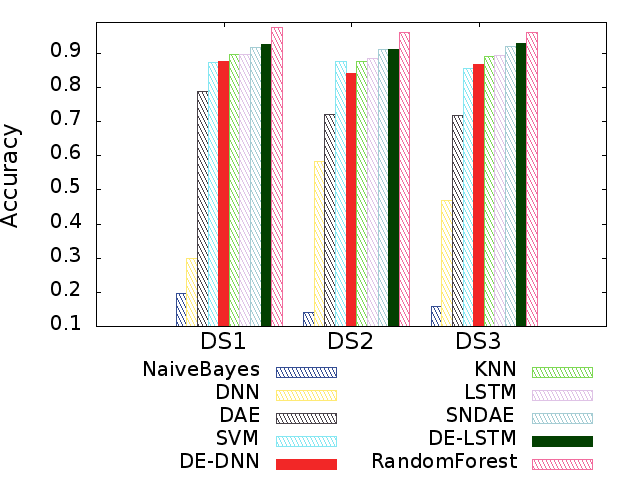 Accuracy
0.9
0.8
0.7
0.6
0.5
0.4
0.3
0.2
0.1
DS1 DS2 DS3
NaiveBayes KNN
DNN LSTM
DAE SNDAE
SVM DE-LSTM
DE-DNN RandomForest